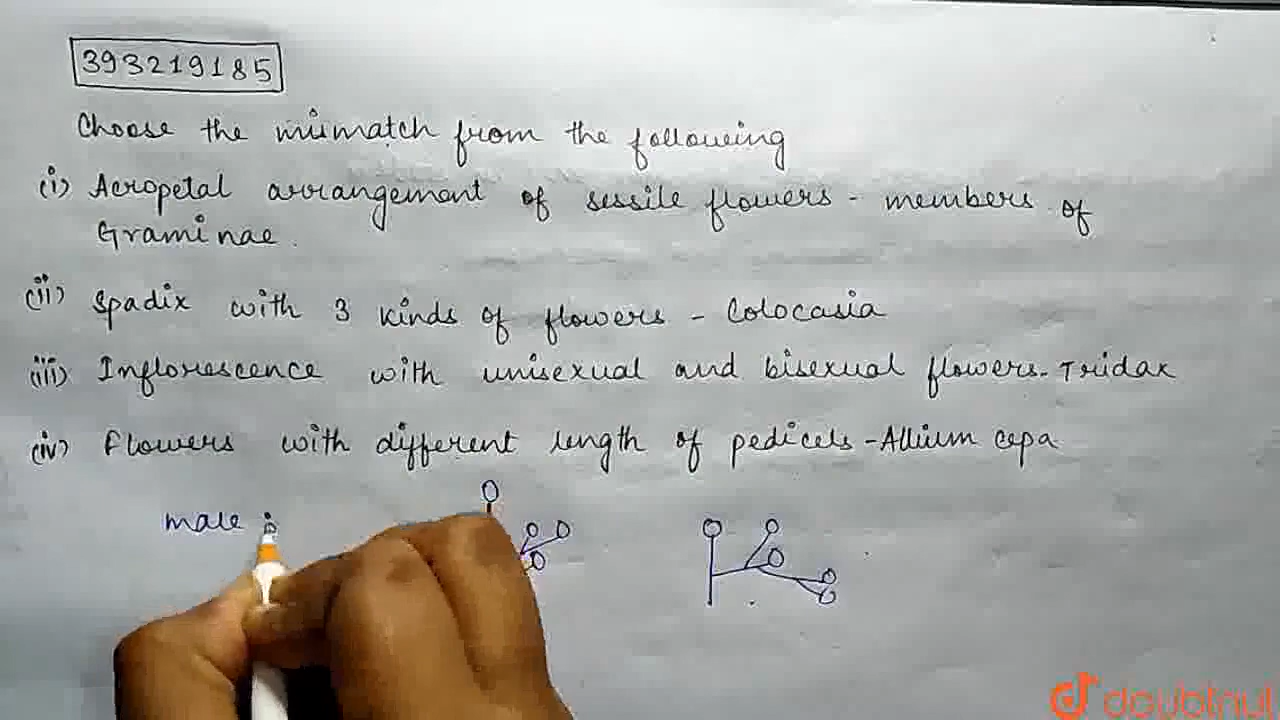 393219185
Choose the mismatch from the following
(i) Acropetal arrangement of sessile flowers - members of
Graminae.
(ii) Spadix with 3 kinds of flowers - Colocasia
(iii) Inflorescence with unisexual and bisexual flowers - Tridax
(iv) Flowers with different length of pedicels - Allium cepa
male
doubtnut